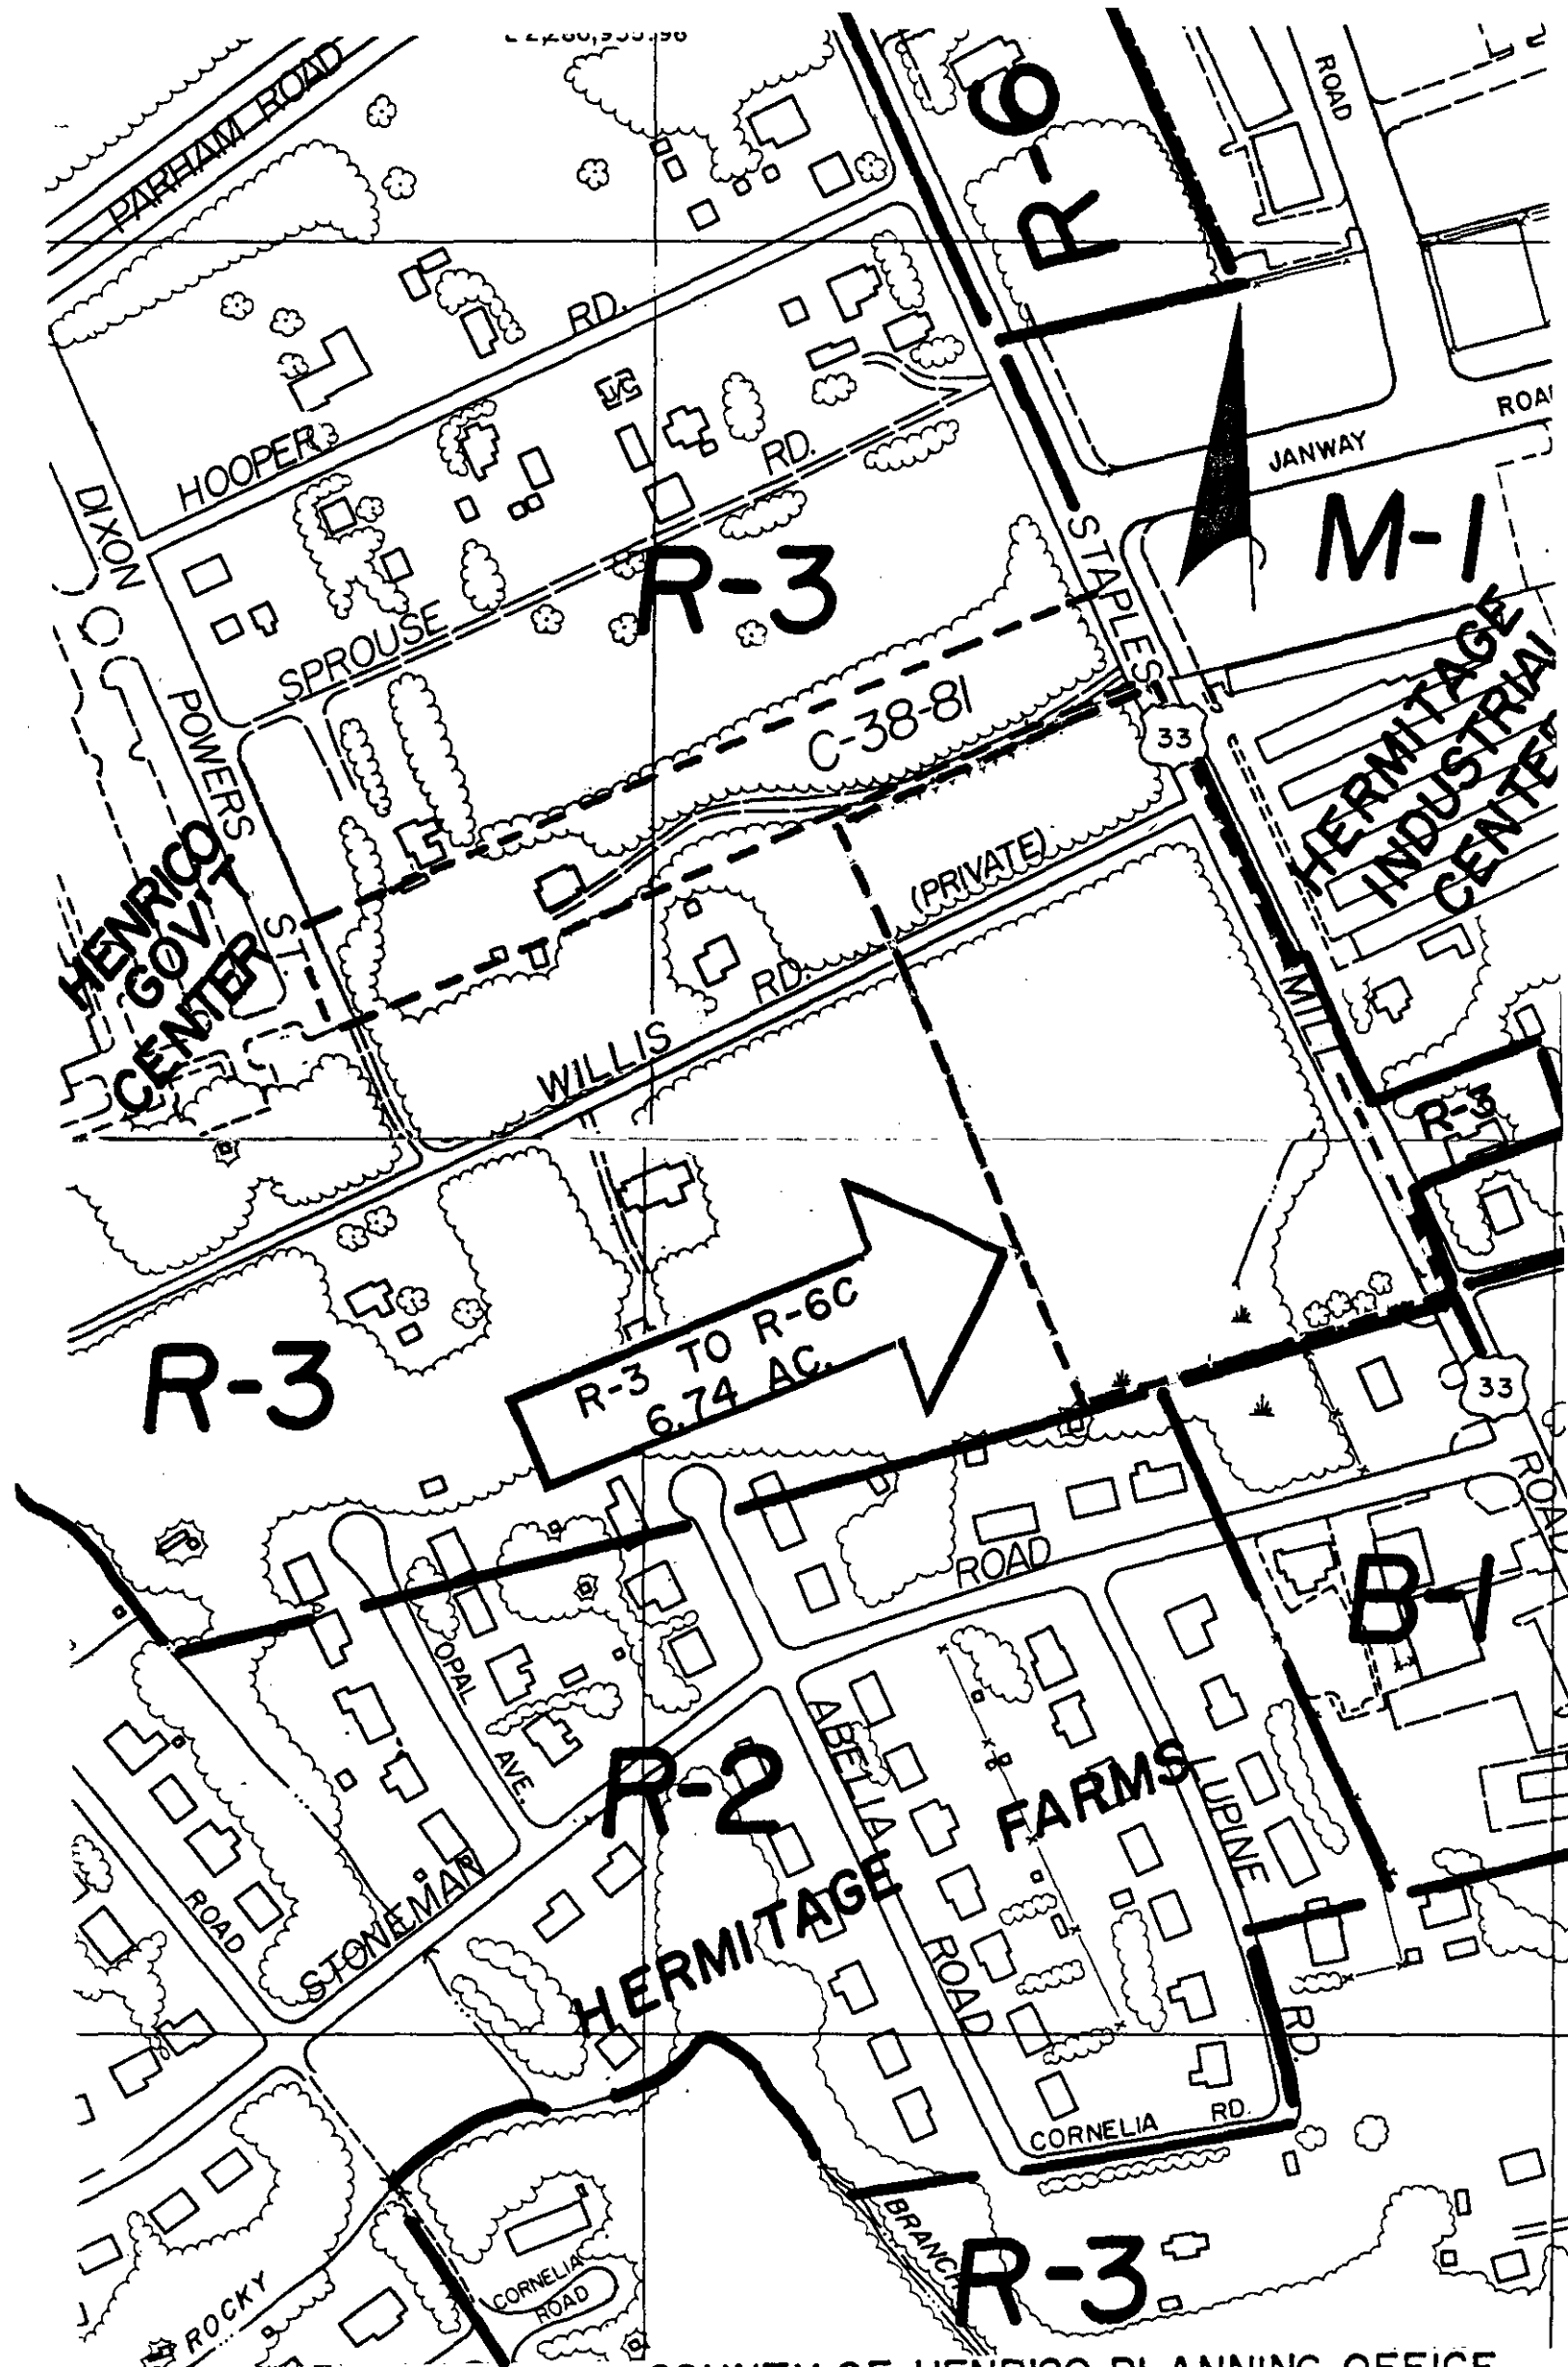 PARHAM ROAD
R-6
ROAD
HOOPER RD.
DIXON
JANWAY
M-1
SPROUSE RD.
R-3
STAPLES
POWERS ST.
C-38-81
33
HERMITAGE
INDUSTRIAL
HENRICO
GOV'T
CENTER
WILLIS RD. (PRIVATE)
MILL
R-3
R-3 TO R-6C
6.74 AC.
R-3
33
ROAD
ROAD
B-1
OPAL
AVE.
R-2
ABELIA
ROAD
HERMITAGE FARMS
LUPINE
RD.
ROAD
STONEMAN
CORNELIA RD.
BRANCH
R-3
CORNELIA
ROAD
ROCKY
COUNTY OF HENRICO PLANNING OFFICE